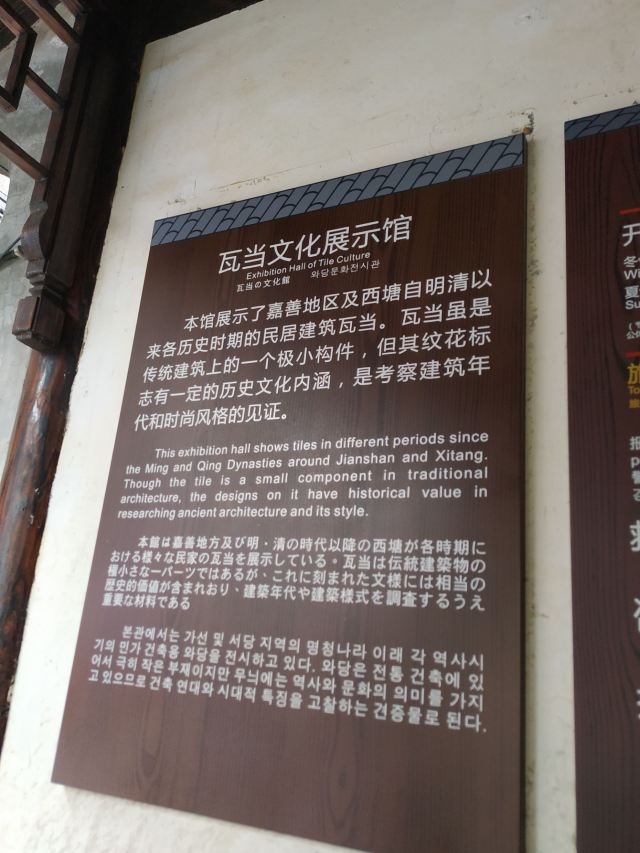 瓦当文化展示馆
Exhibition Hall of Tile Culture
瓦当の文化館 와당문화전시관
本馆展示了嘉善地区及西塘自明清以
来各历史时期的民居建筑瓦当。瓦当虽是
传统建筑上的一个极小构件，但其纹花标
志有一定的历史文化内涵，是考察建筑年
代和时尚风格的见证。
This exhibition hall shows tiles in different periods since
the Ming and Qing Dynasties around Jianshan and Xitang.
Though the tile is a small component in traditional
architecture, the designs on it have historical value in
researching ancient architecture and its style.
本館は嘉善地方及び明・清の時代以降の西塘が各時期に
おける様々な民家の瓦当を展示している。瓦当は伝統建築物の
極小さな一パーツではあるが、これに刻まれた文様には相当の
歴史的価値が含まれおり、建築年代や建築様式を調査するうえ
重要な材料である
본관에서는 가선 및 서당 지역의 명청나라 이래 각 역사시
기의 민가 건축용 와당을 전시하고 있다. 와당은 전통 건축에 있
어서 극히 작은 부재이지만 무늬에는 역사와 문화의 의미를 가지
고 있으므로 건축 연대와 시대적 특징을 고찰하는 견증물로 된다.
开
冬
Wi
夏
Su
旅
To